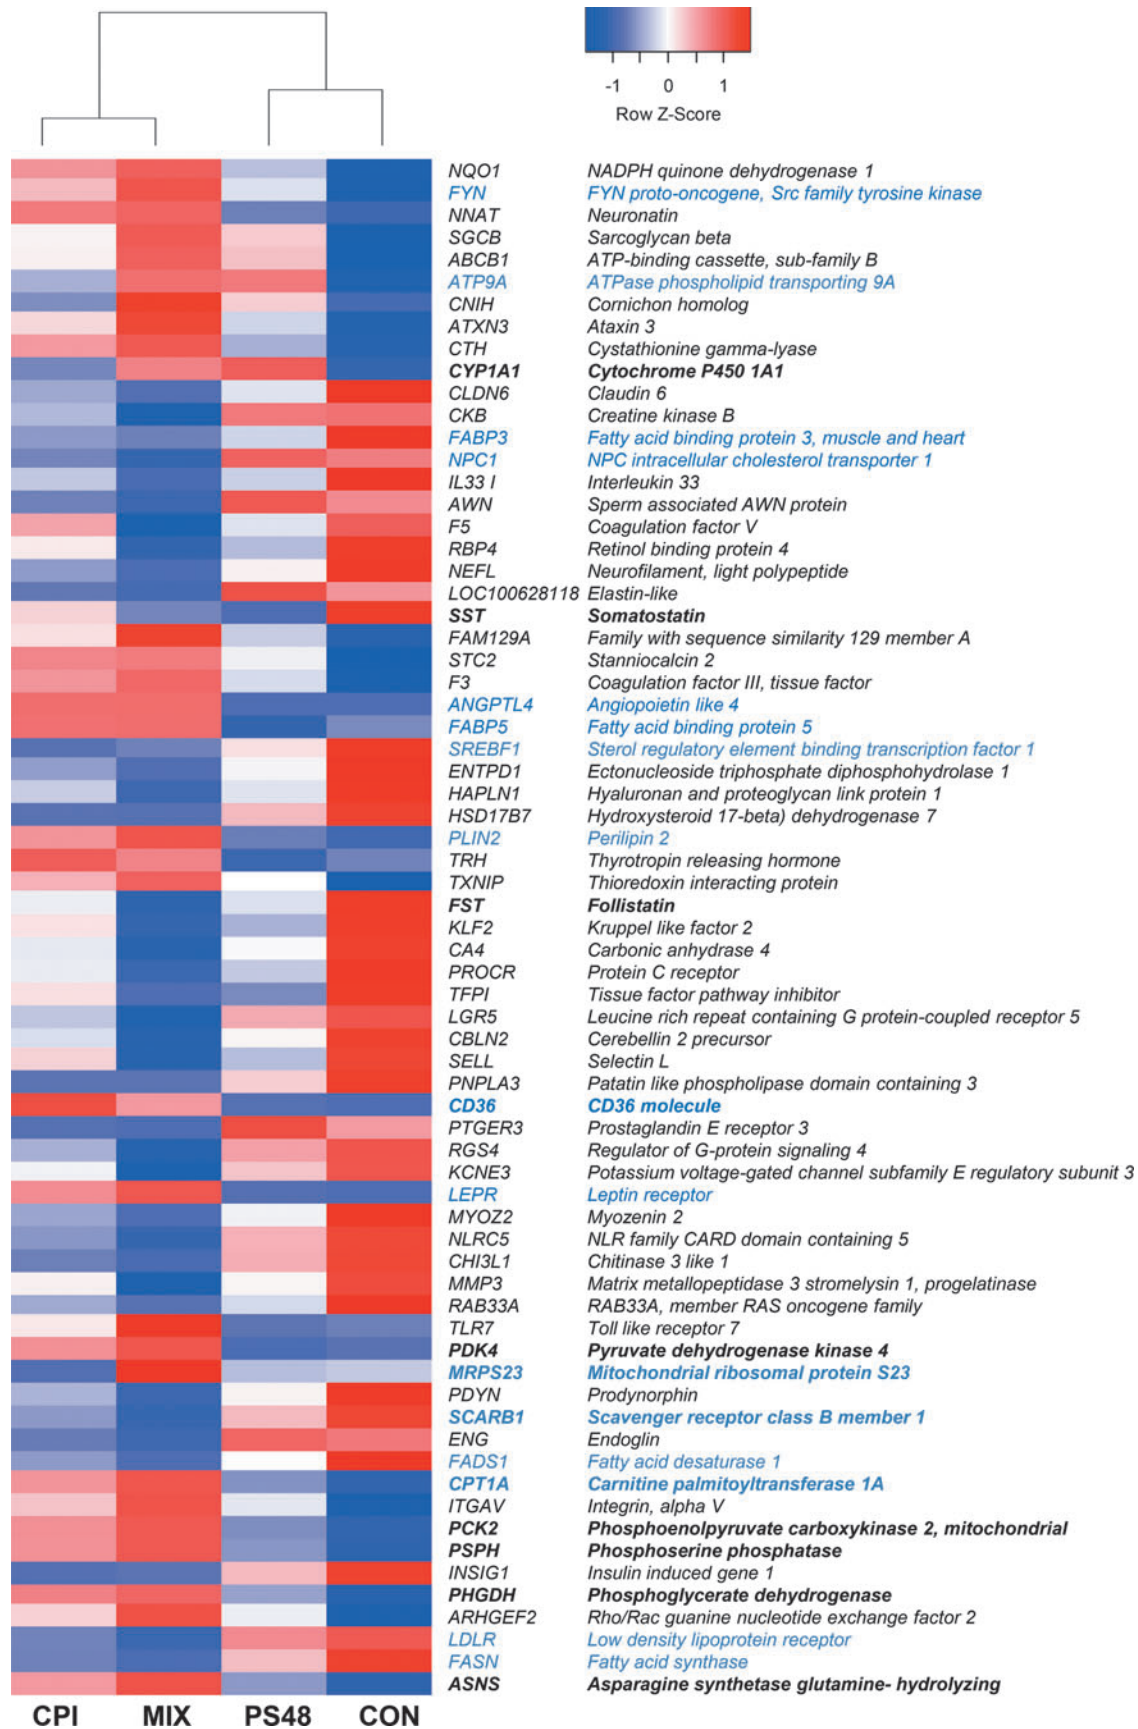 -1 0 1
Row Z-Score
NQO1 NADPH quinone dehydrogenase 1
FYN FYN proto-oncogene, Src family tyrosine kinase
NNAT Neuronatin
SGCB Sarcoglycan beta
ABCB1 ATP-binding cassette, sub-family B
ATP9A ATPase phospholipid transporting 9A
CNIH Cornichon homolog
ATXN3 Ataxin 3
CTH Cystathionine gamma-lyase
CYP1A1 Cytochrome P450 1A1
CLDN6 Claudin 6
CKB Creatine kinase B
FABP3 Fatty acid binding protein 3, muscle and heart
NPC1 NPC intracellular cholesterol transporter 1
IL33 I Interleukin 33
AWN Sperm associated AWN protein
F5 Coagulation factor V
RBP4 Retinol binding protein 4
NEFL Neurofilament, light polypeptide
LOC100628118 Elastin-like
SST Somatostatin
FAM129A Family with sequence similarity 129 member A
STC2 Stanniocalcin 2
F3 Coagulation factor III, tissue factor
ANGPTL4 Angiopoietin like 4
FABP5 Fatty acid binding protein 5
SREBF1 Sterol regulatory element binding transcription factor 1
ENTPD1 Ectonucleoside triphosphate diphosphohydrolase 1
HAPLN1 Hyaluronan and proteoglycan link protein 1
HSD17B7 Hydroxysteroid 17-beta) dehydrogenase 7
PLIN2 Perilipin 2
TRH Thyrotropin releasing hormone
TXNIP Thioredoxin interacting protein
FST Follistatin
KLF2 Kruppel like factor 2
CA4 Carbonic anhydrase 4
PROCR Protein C receptor
TFPI Tissue factor pathway inhibitor
LGR5 Leucine rich repeat containing G protein-coupled receptor 5
CBLN2 Cerebellin 2 precursor
SELL Selectin L
PNPLA3 Patatin like phospholipase domain containing 3
CD36 CD36 molecule
PTGER3 Prostaglandin E receptor 3
RGS4 Regulator of G-protein signaling 4
KCNE3 Potassium voltage-gated channel subfamily E regulatory subunit 3
LEPR Leptin receptor
MYOZ2 Myozenin 2
NLRC5 NLR family CARD domain containing 5
CHI3L1 Chitinase 3 like 1
MMP3 Matrix metallopeptidase 3 stromelysin 1, progelatinase
RAB33A RAB33A, member RAS oncogene family
TLR7 Toll like receptor 7
PDK4 Pyruvate dehydrogenase kinase 4
MRPS23 Mitochondrial ribosomal protein S23
PDYN Prodynorphin
SCARB1 Scavenger receptor class B member 1
ENG Endoglin
FADS1 Fatty acid desaturase 1
CPT1A Carnitine palmitoyltransferase 1A
ITGAV Integrin, alpha V
PCK2 Phosphoenolpyruvate carboxykinase 2, mitochondrial
PSPH Phosphoserine phosphatase
INSIG1 Insulin induced gene 1
PHGDH Phosphoglycerate dehydrogenase
ARHGEF2 Rho/Rac guanine nucleotide exchange factor 2
LDLR Low density lipoprotein receptor
FASN Fatty acid synthase
ASNS Asparagine synthetase glutamine- hydrolyzing
CPI MIX PS48 CON